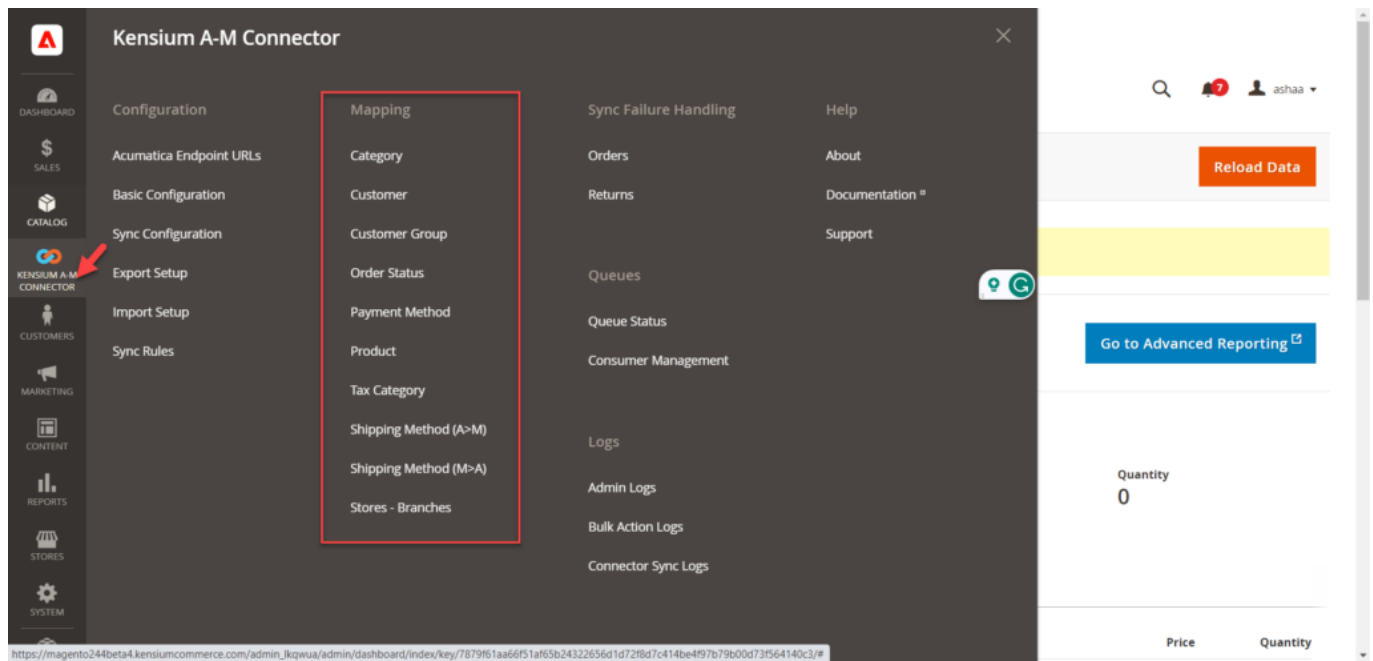 Kensium A-M Connector
DASHBOARD
SALES
CATALOG
KENSIUM A-M
CONNECTOR
CUSTOMERS
MARKETING
CONTENT
REPORTS
STORES
SYSTEM
Configuration
Acumatica Endpoint URLs
Basic Configuration
Sync Configuration
Export Setup
Import Setup
Sync Rules
Mapping
Category
Customer
Customer Group
Order Status
Payment Method
Product
Tax Category
Shipping Method (A>M)
Shipping Method (M>A)
Stores - Branches
Sync Failure Handling
Orders
Returns
Queues
Queue Status
Consumer Management
Logs
Admin Logs
Bulk Action Logs
Connector Sync Logs
Help
About
Documentation
Support
7
ashaa
Reload Data
Go to Advanced Reporting
Quantity
0
Price Quantity
https://magento244beta4.kensiumcommerce.com/admin_lkqwua/admin/dashboard/index/key/7879f61aa66f51af65b24322656d1d72f8d7c414be4f97b79b00d73f564140c3/#